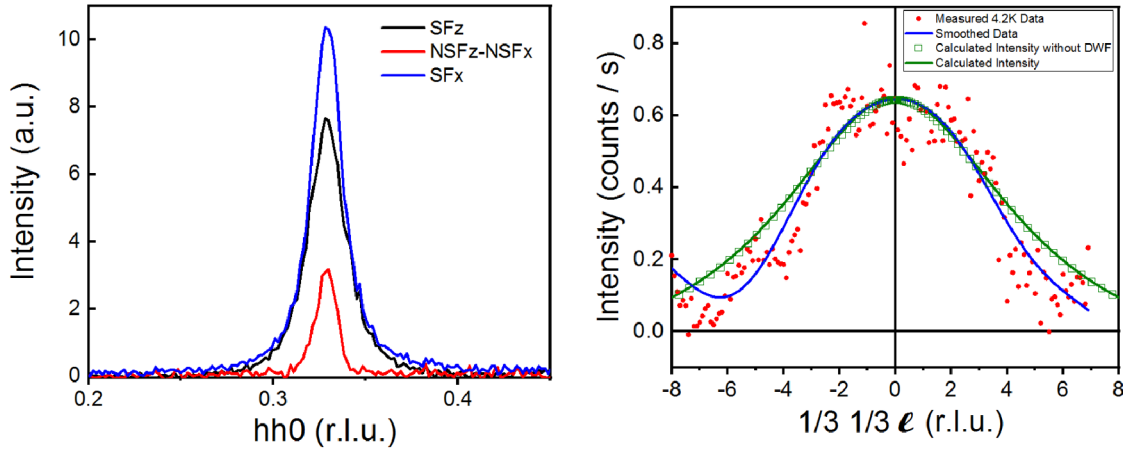 10
8
6
4
2
0
0.2
0.3
0.4
hh0 (r.l.u.)
Intensity (a.u.)
SFz
NSFz-NSFx
SFx
0.8
0.6
0.4
0.2
0.0
-8
-6
-4
-2
0
2
4
6
8
1/3 1/3 ℓ (r.l.u.)
Intensity (counts / s)
Measured 4.2K Data
Smoothed Data
Calculated Intensity without DWF
Calculated Intensity